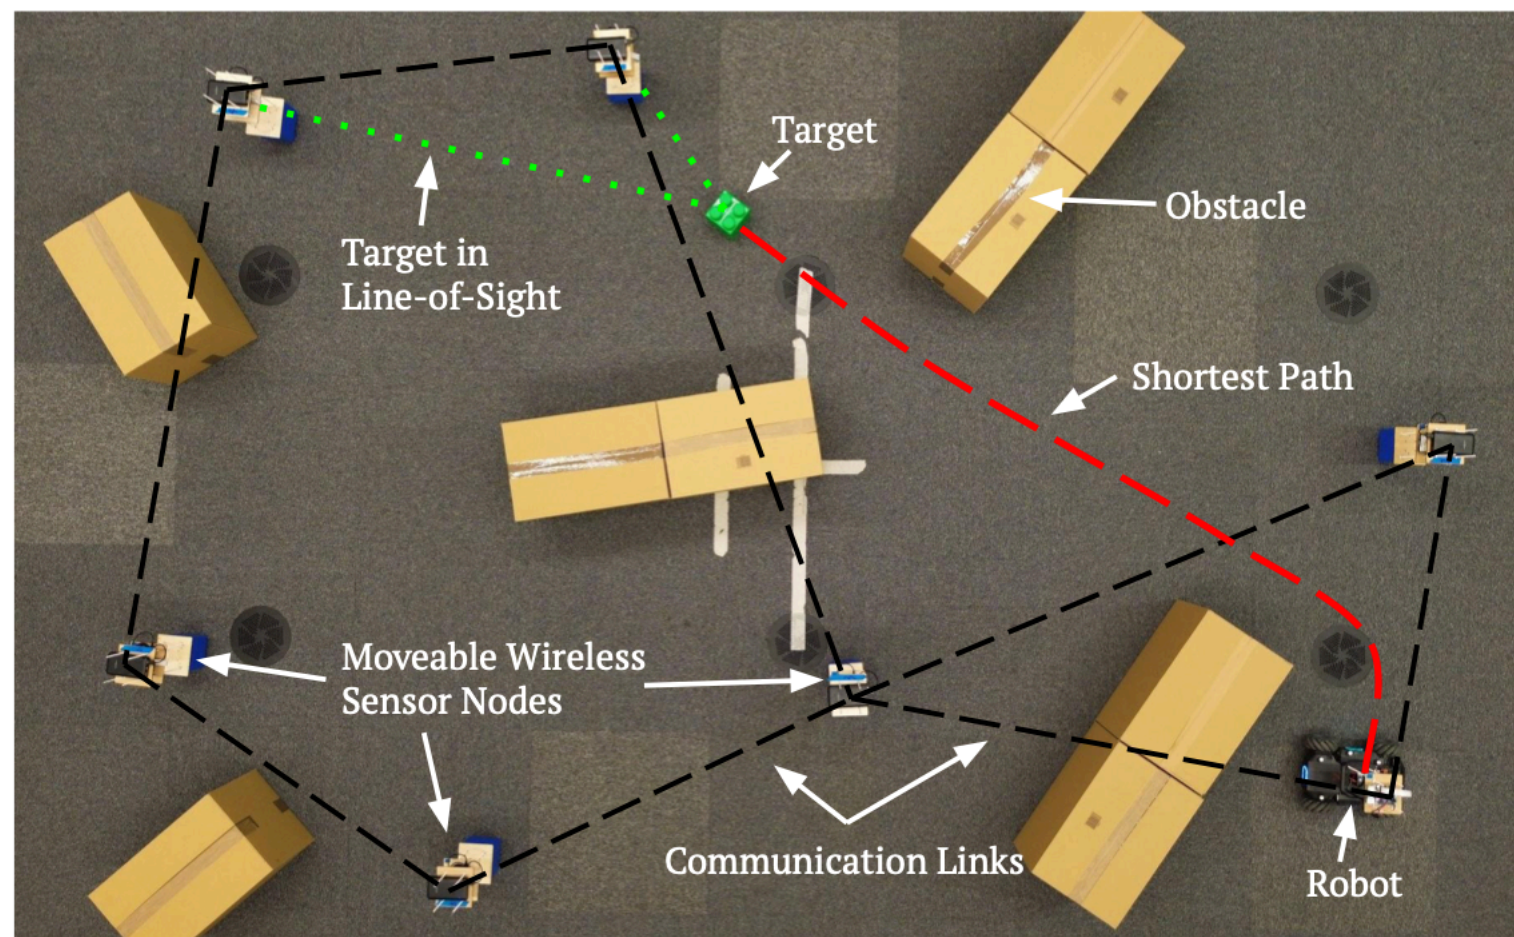 Target
Obstacle
Target in
Line-of-Sight
Shortest Path
Moveable Wireless
Sensor Nodes
Communication Links
Robot